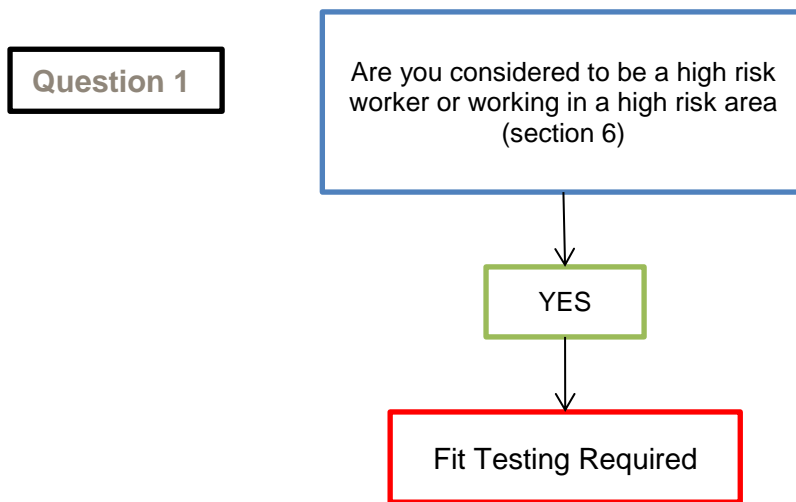 Question 1
Are you considered to be a high risk
worker or working in a high risk area
(section 6)
YES
Fit Testing Required